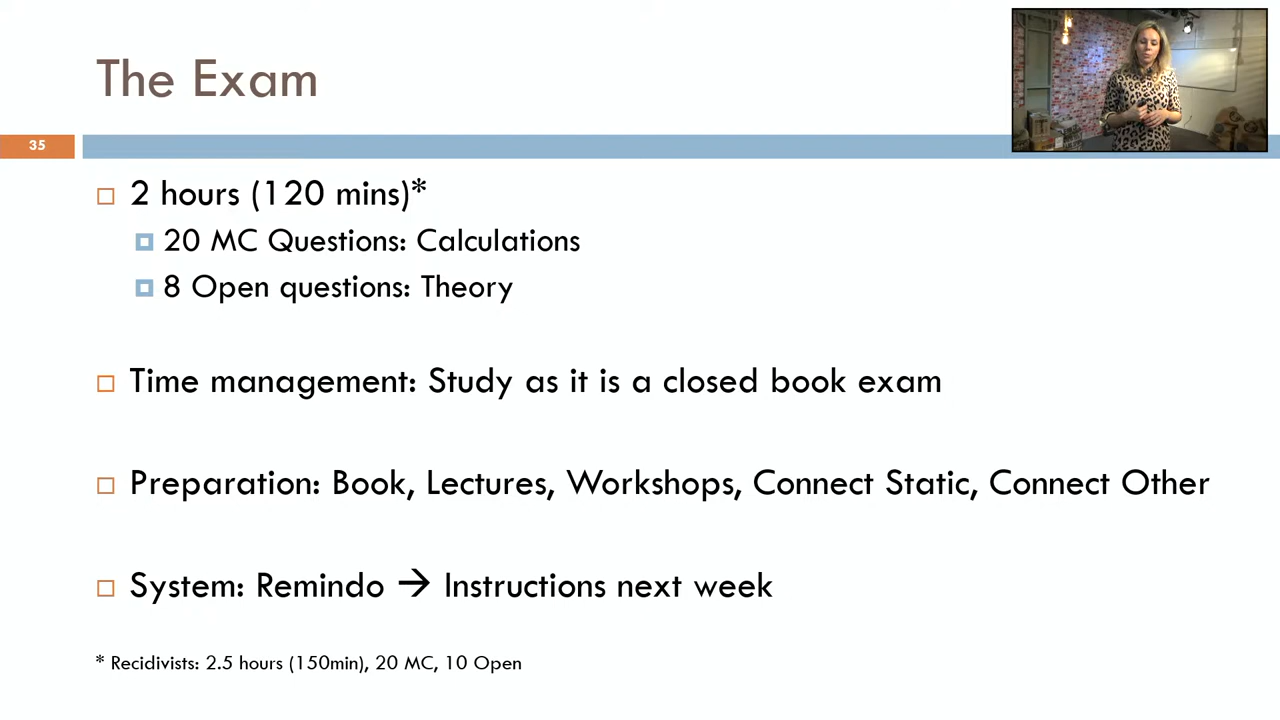 The Exam
35
2 hours (120 mins)*
20 MC Questions: Calculations
8 Open questions: Theory
Time management: Study as it is a closed book exam
Preparation: Book, Lectures, Workshops, Connect Static, Connect Other
System: Remindo → Instructions next week
* Recidivists: 2.5 hours (150min), 20 MC, 10 Open